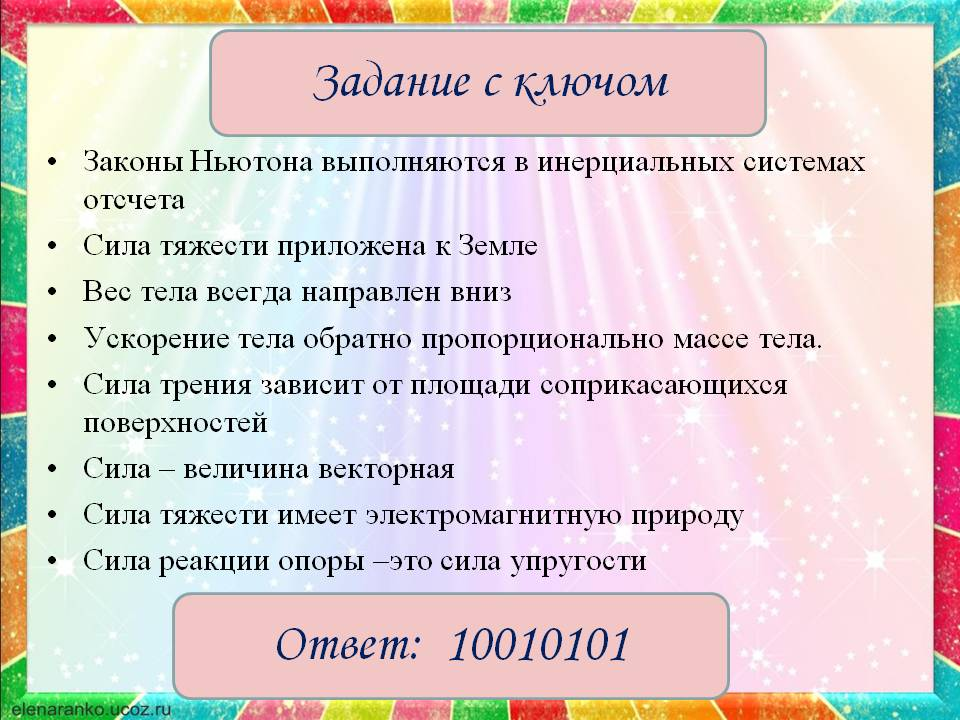 Задание с ключом
• Законы Ньютона выполняются в инерциальных системах
отсчета
• Сила тяжести приложена к Земле
• Вес тела всегда направлен вниз
• Ускорение тела обратно пропорционально массе тела.
• Сила трения зависит от площади соприкасающихся
поверхностей
• Сила – величина векторная
• Сила тяжести имеет электромагнитную природу
• Сила реакции опоры –это сила упругости
Ответ: 10010101
elenaranko.ucoz.ru